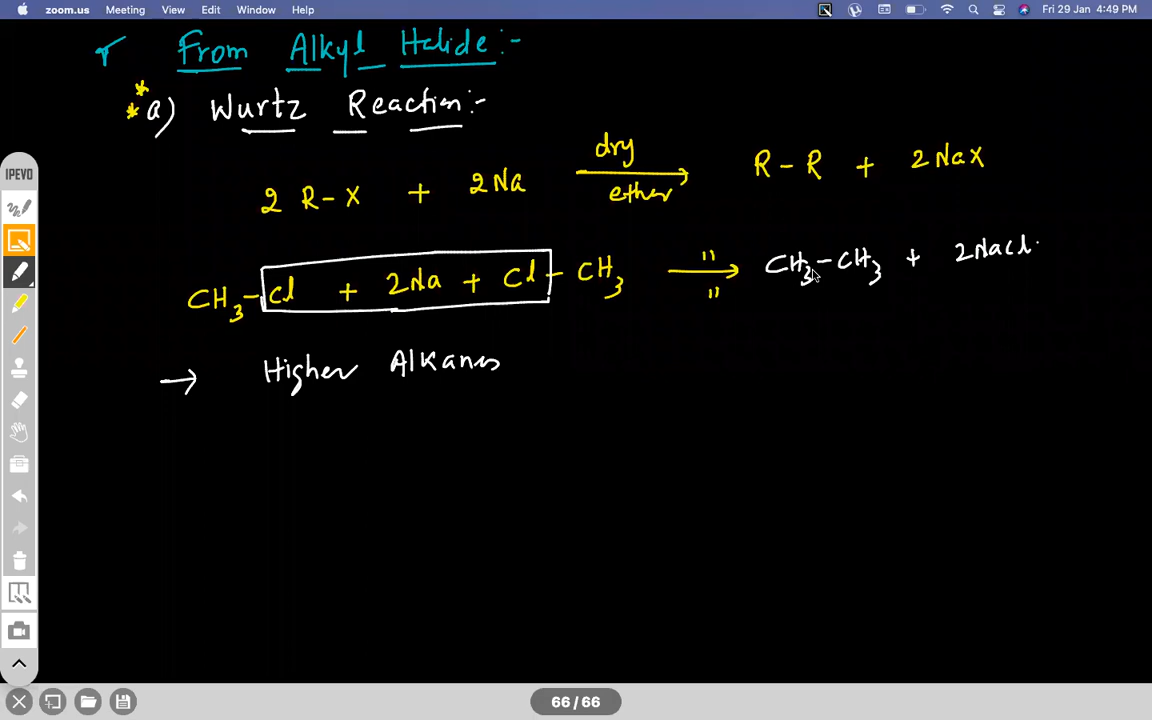 zoom.us Meeting View Edit Window Help Fri 29 Jan 4:49 PM
From Alkyl Halide:-
**a) Wurtz Reaction:-
2 R-X + 2Na dry ether → R-R + 2NaX
CH3-Cl + 2Na + Cl-CH3 " " → CH3-CH3 + 2NaCl.
→ Higher Alkanes
IPEVO
66 / 66